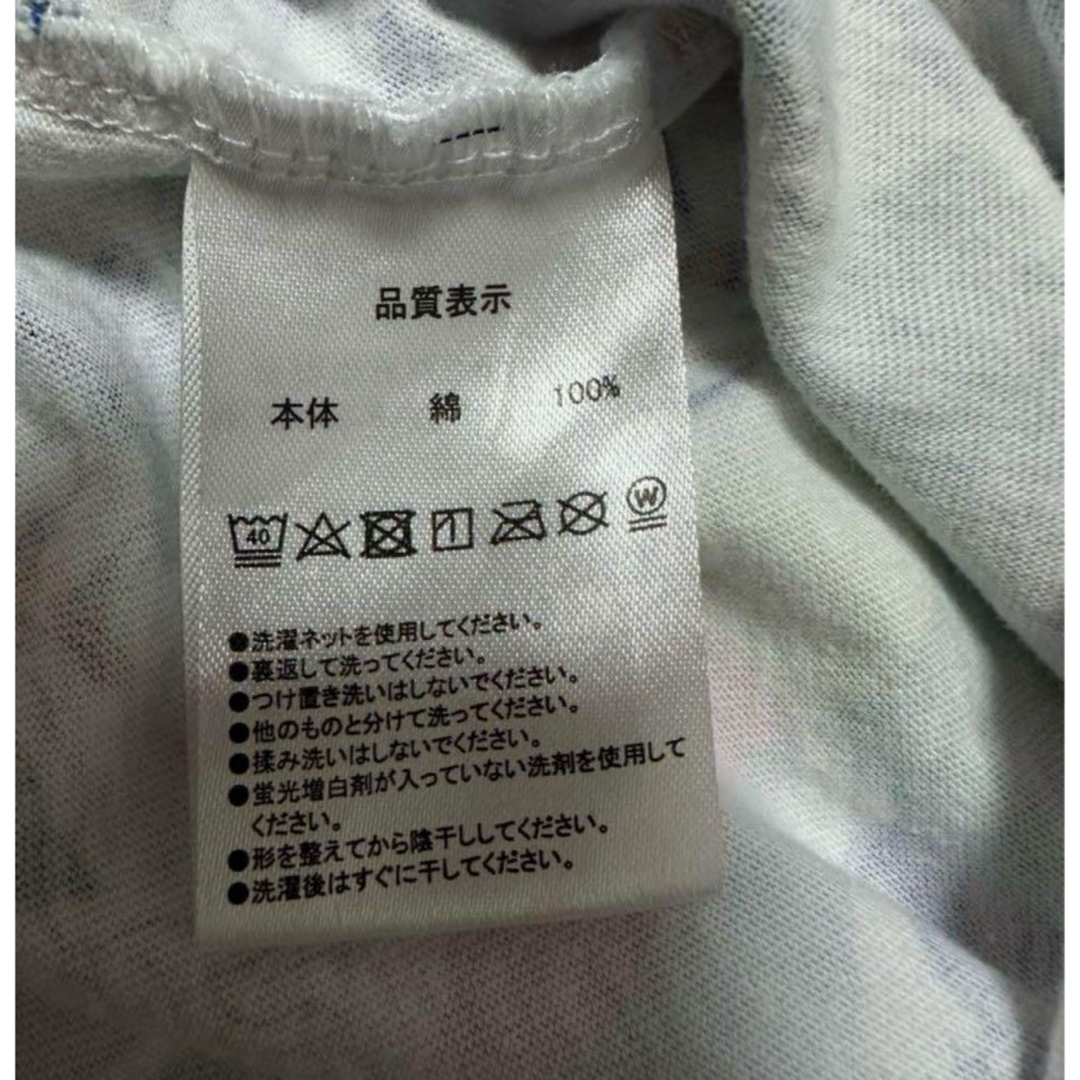 品質表示
本体 綿 100%
40 W
●洗濯ネットを使用してください。
●裏返して洗ってください。
●つけ置き洗いはしないでください。
●他のものと分けて洗ってください。
●揉み洗いはしないでください。
●蛍光増白剤が入っていない洗剤を使用して
ください。
●形を整えてから陰干ししてください。
●洗濯後はすぐに干してください。